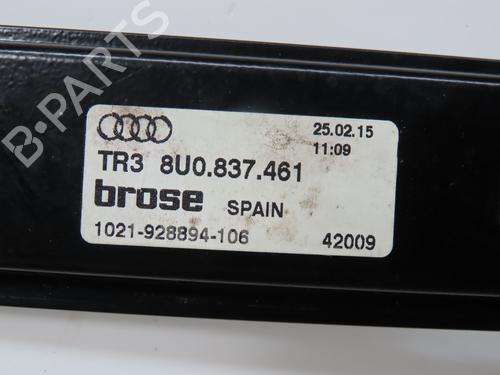 25.02.15
11:09
TR3 8U0.837.461
brose SPAIN
1021-928894-106 42009
B-PARTS